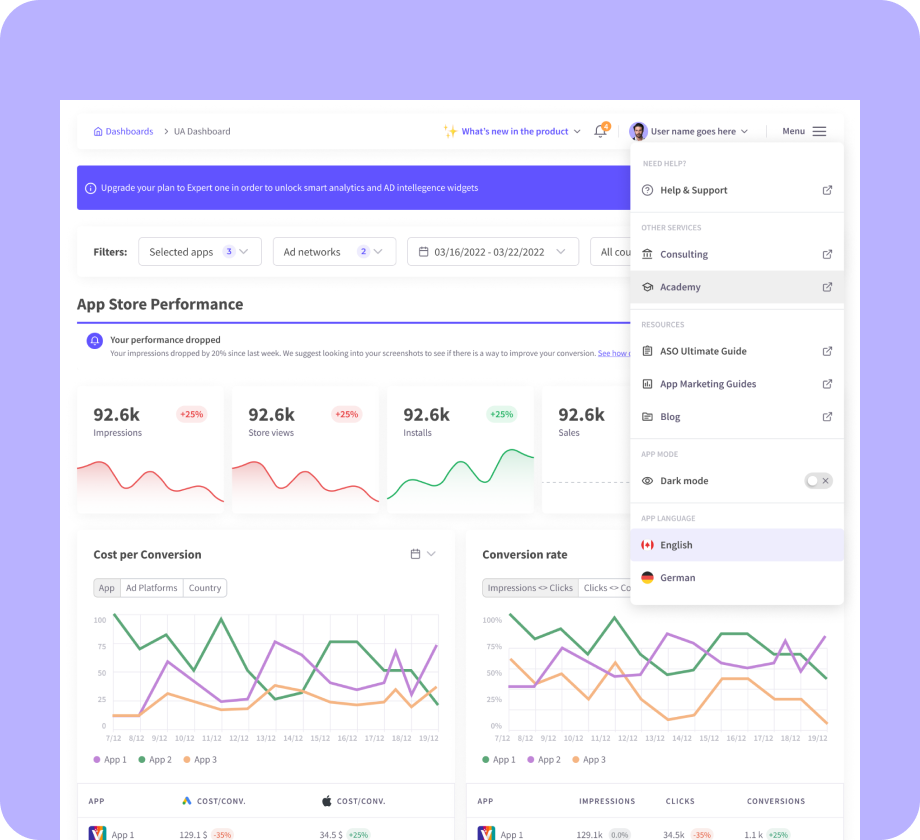 Dashboards > UA Dashboard
What's new in the product
4
User name goes here
Menu
Upgrade your plan to Expert one in order to unlock smart analytics and AD intellegence widgets
NEED HELP?
Help & Support
OTHER SERVICES
Consulting
Academy
RESOURCES
ASO Ultimate Guide
App Marketing Guides
Blog
APP MODE
Dark mode
APP LANGUAGE
English
German
Filters:
Selected apps 3
Ad networks 2
03/16/2022 - 03/22/2022
All cou
App Store Performance
Your performance dropped
Your impressions dropped by 20% since last week. We suggest looking into your screenshots to see if there is a way to improve your conversion. See how
92.6k +25%
Impressions
92.6k +25%
Store views
92.6k +25%
Installs
92.6k
Sales
Cost per Conversion
App Ad Platforms Country
100
75
50
25
0
7/12 8/12 9/12 10/12 11/12 12/12 13/12 14/12 15/12 16/12 17/12 18/12 19/12
App 1 App 2 App 3
APP COST/CONV. COST/CONV.
App 1 129.1 $ -35% 34.5 $ +25%
Conversion rate
Impressions <> Clicks Clicks <> Co
100%
75%
50%
25%
0%
7/12 8/12 9/12 10/12 11/12 12/12 13/12 14/12 15/12 16/12 17/12 18/12 19/12
App 1 App 2 App 3
APP IMPRESSIONS CLICKS CONVERSIONS
App 1 129.1k 0.0% 34.5k -35% 1.1 k +25%